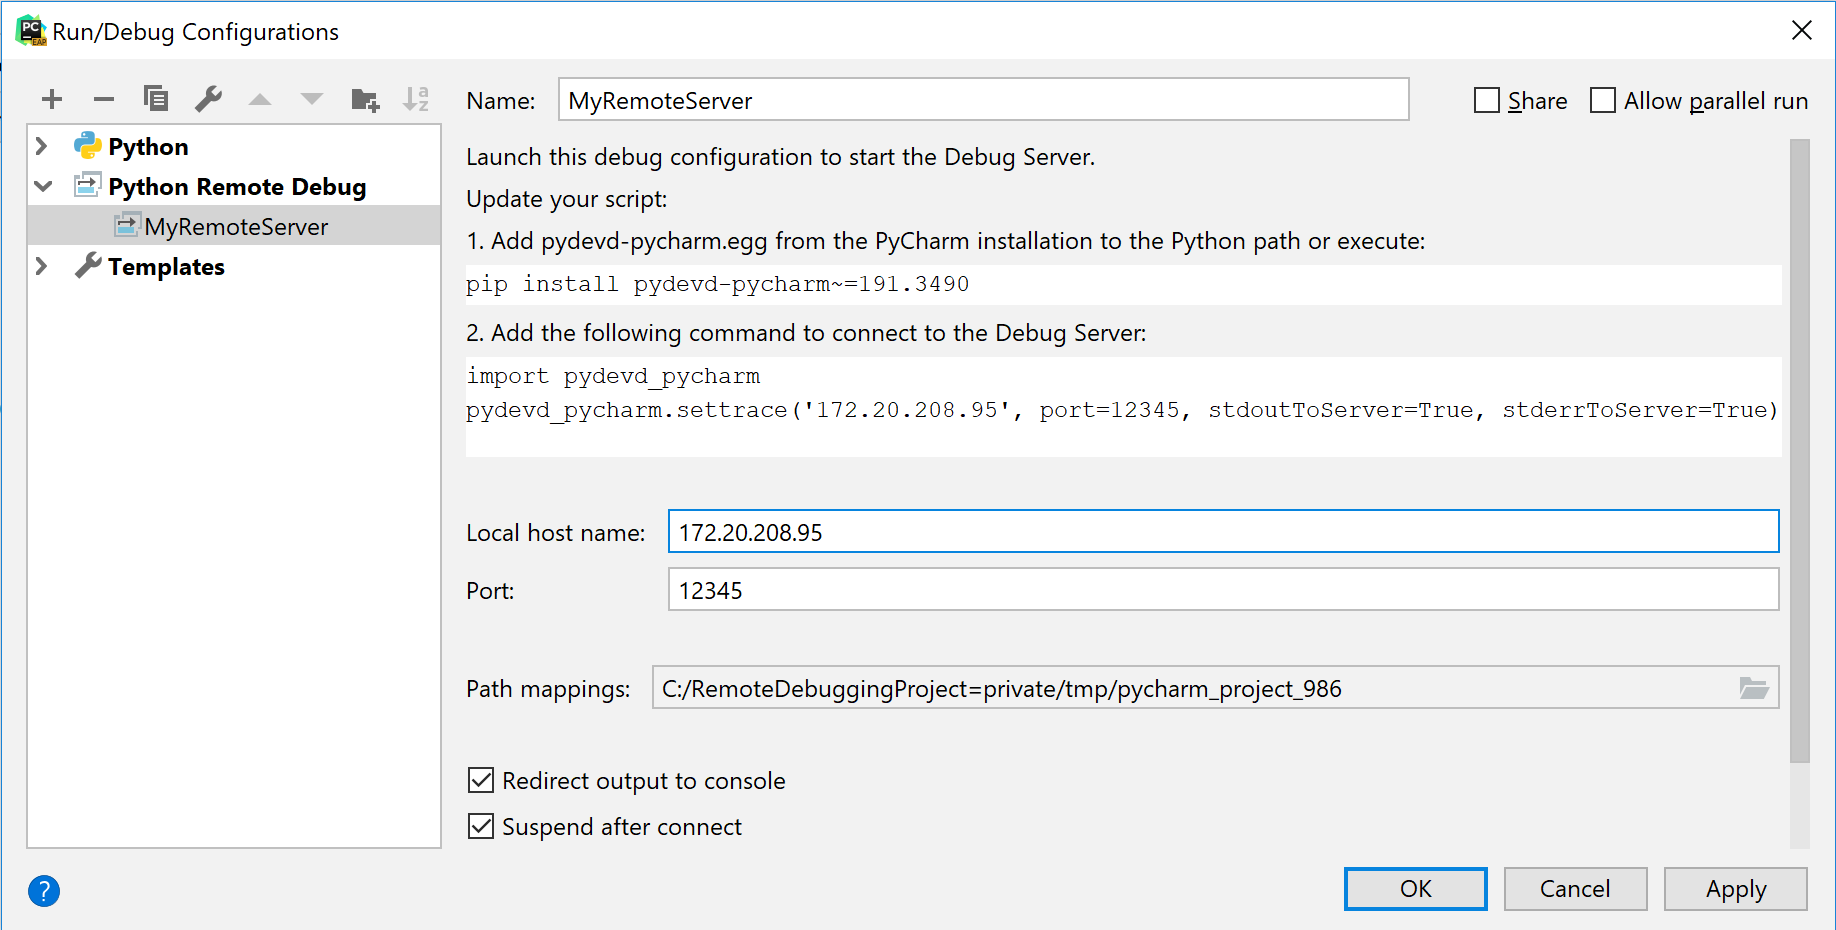 Run/Debug Configurations
Name: MyRemoteServer Share Allow parallel run
Python
Python Remote Debug
MyRemoteServer
Templates
Launch this debug configuration to start the Debug Server.
Update your script:
1. Add pydevd-pycharm.egg from the PyCharm installation to the Python path or execute:
pip install pydevd-pycharm~=191.3490
2. Add the following command to connect to the Debug Server:
import pydevd_pycharm
pydevd_pycharm.settrace('172.20.208.95', port=12345, stdoutToServer=True, stderrToServer=True)
Local host name: 172.20.208.95
Port: 12345
Path mappings: C:/RemoteDebuggingProject=private/tmp/pycharm_project_986
Redirect output to console
Suspend after connect
? OK Cancel Apply